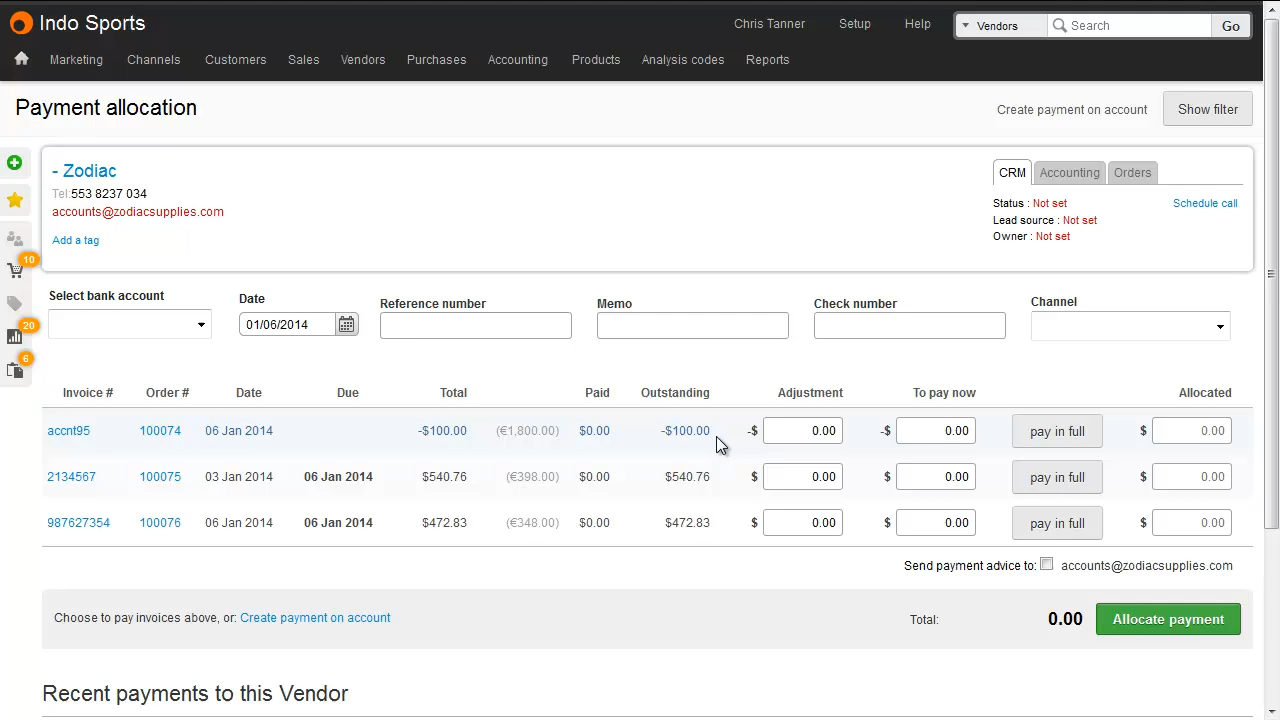 Indo Sports
Chris Tanner Setup Help Vendors Search Go
Marketing Channels Customers Sales Vendors Purchases Accounting Products Analysis codes Reports
Payment allocation
Create payment on account Show filter
- Zodiac
Tel:553 8237 034
accounts@zodiacsupplies.com
Add a tag
CRM Accounting Orders
Status : Not set Schedule call
Lead source : Not set
Owner : Not set
10
20
6
Select bank account Date Reference number Memo Check number Channel
01/06/2014
Invoice # Order # Date Due Total Paid Outstanding Adjustment To pay now Allocated
accnt95 100074 06 Jan 2014 -$100.00 (€1,800.00) $0.00 -$100.00 -$ 0.00 -$ 0.00 pay in full $ 0.00
2134567 100075 03 Jan 2014 06 Jan 2014 $540.76 (€398.00) $0.00 $540.76 $ 0.00 $ 0.00 pay in full $ 0.00
987627354 100076 06 Jan 2014 06 Jan 2014 $472.83 (€348.00) $0.00 $472.83 $ 0.00 $ 0.00 pay in full $ 0.00
Send payment advice to: accounts@zodiacsupplies.com
Choose to pay invoices above, or: Create payment on account Total: 0.00 Allocate payment
Recent payments to this Vendor